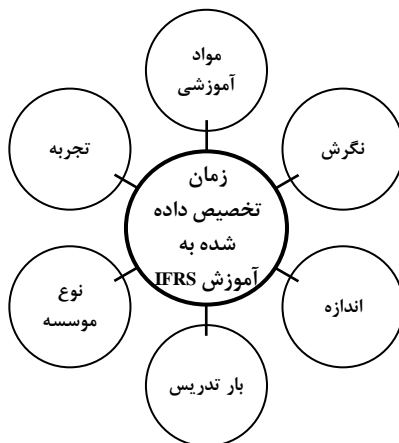 مواد
آموزشی
نگرش
تجربه
زمان
تخصیص داده
شده به
آموزش IFRS
نوع
موسسه
اندازه
بار تدریس